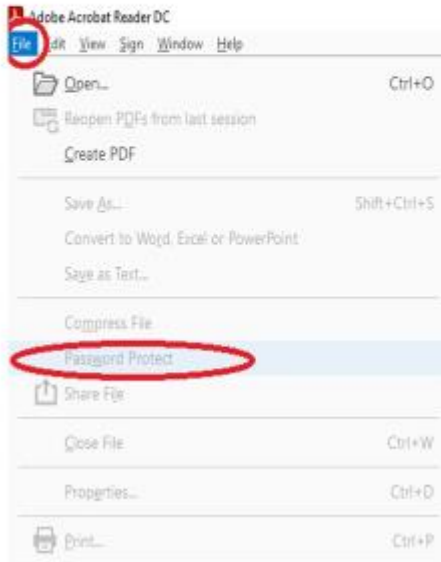 Adobe Acrobat Reader DC
File Edit View Sign Window Help
Open... Ctrl+O
Reopen PDFs from last session
Create PDF
Save As... Shift+Ctrl+S
Convert to Word, Excel or PowerPoint
Save as Text...
Compress File
Password Protect
Share File
Close File Ctrl+W
Properties... Ctrl+D
Print... Ctrl+P